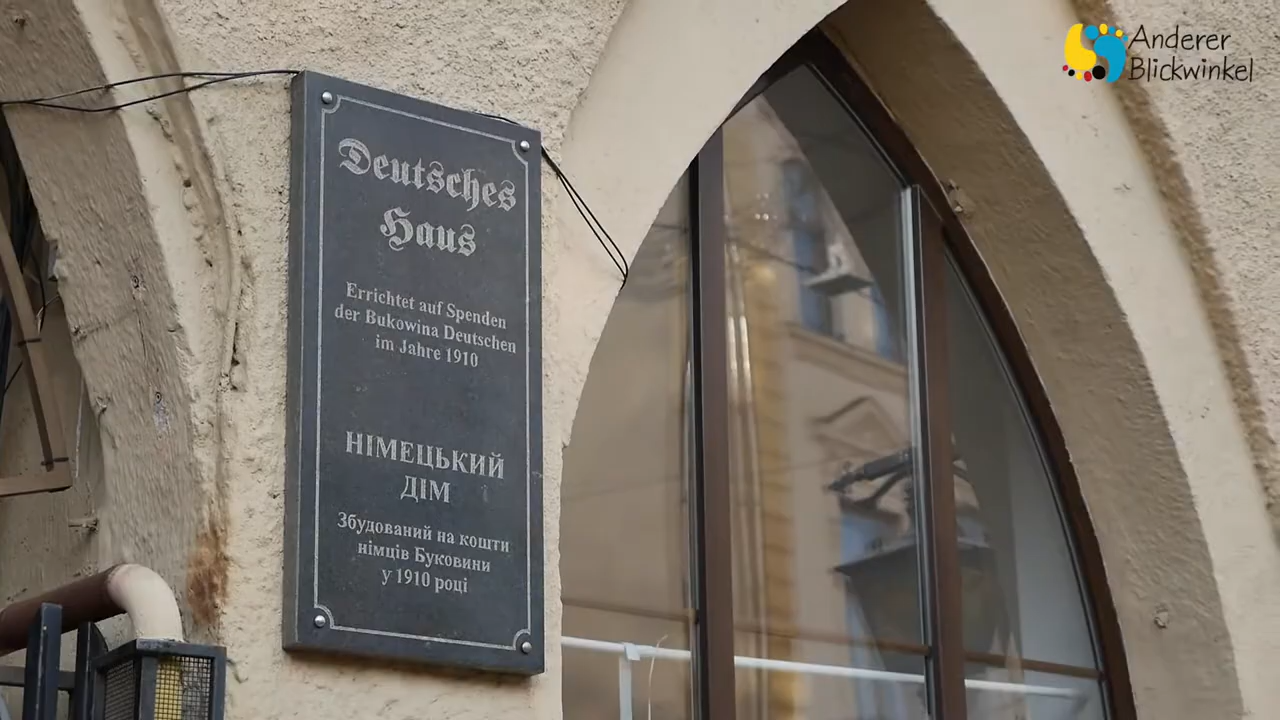 Deutsches
Haus
Errichtet auf Spenden
der Bukowina Deutschen
im Jahre 1910
НІМЕЦЬКИЙ
ДІМ
Збудований на кошти
німців Буковини
у 1910 році
Anderer
Blickwinkel